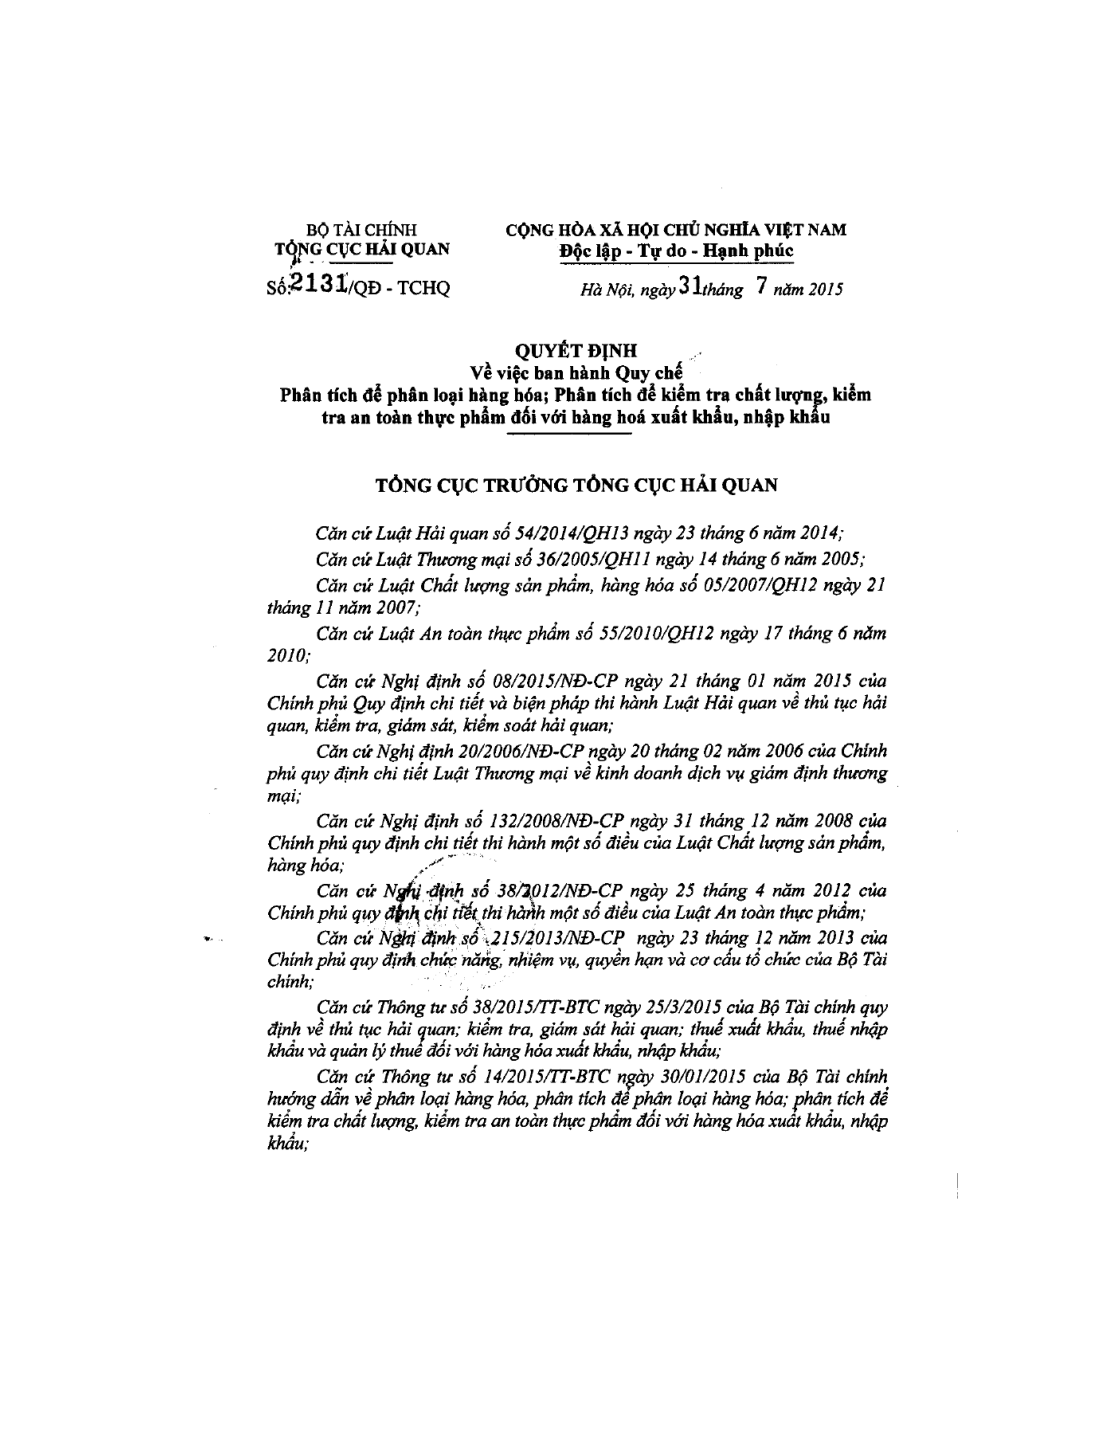 BỘ TÀI CHÍNH
TỔNG CỤC HẢI QUAN
Số:2131/QĐ - TCHQ
CỘNG HÒA XÃ HỘI CHỦ NGHĨA VIỆT NAM
Độc lập - Tự do - Hạnh phúc
Hà Nội, ngày 31 tháng 7 năm 2015
QUYẾT ĐỊNH
Về việc ban hành Quy chế
Phân tích để phân loại hàng hóa; Phân tích để kiểm tra chất lượng, kiểm
tra an toàn thực phẩm đối với hàng hoá xuất khẩu, nhập khẩu
TỔNG CỤC TRƯỞNG TỔNG CỤC HẢI QUAN
Căn cứ Luật Hải quan số 54/2014/QH13 ngày 23 tháng 6 năm 2014;
Căn cứ Luật Thương mại số 36/2005/QH11 ngày 14 tháng 6 năm 2005;
Căn cứ Luật Chất lượng sản phẩm, hàng hóa số 05/2007/QH12 ngày 21
tháng 11 năm 2007;
Căn cứ Luật An toàn thực phẩm số 55/2010/QH12 ngày 17 tháng 6 năm
2010;
Căn cứ Nghị định số 08/2015/NĐ-CP ngày 21 tháng 01 năm 2015 của
Chính phủ Quy định chi tiết và biện pháp thi hành Luật Hải quan về thủ tục hải
quan, kiểm tra, giám sát, kiểm soát hải quan;
Căn cứ Nghị định 20/2006/NĐ-CP ngày 20 tháng 02 năm 2006 của Chính
phủ quy định chi tiết Luật Thương mại về kinh doanh dịch vụ giám định thương
mại;
Căn cứ Nghị định số 132/2008/NĐ-CP ngày 31 tháng 12 năm 2008 của
Chính phủ quy định chi tiết thi hành một số điều của Luật Chất lượng sản phẩm,
hàng hóa;
Căn cứ Nghị định số 38/2012/NĐ-CP ngày 25 tháng 4 năm 2012 của
Chính phủ quy định chi tiết thi hành một số điều của Luật An toàn thực phẩm;
Căn cứ Nghị định số 215/2013/NĐ-CP ngày 23 tháng 12 năm 2013 của
Chính phủ quy định chức năng, nhiệm vụ, quyền hạn và cơ cấu tổ chức của Bộ Tài
chính;
Căn cứ Thông tư số 38/2015/TT-BTC ngày 25/3/2015 của Bộ Tài chính quy
định về thủ tục hải quan; kiểm tra, giám sát hải quan; thuế xuất khẩu, thuế nhập
khẩu và quản lý thuế đối với hàng hóa xuất khẩu, nhập khẩu;
Căn cứ Thông tư số 14/2015/TT-BTC ngày 30/01/2015 của Bộ Tài chính
hướng dẫn về phân loại hàng hóa, phân tích để phân loại hàng hóa; phân tích để
kiểm tra chất lượng, kiểm tra an toàn thực phẩm đối với hàng hóa xuất khẩu, nhập
khẩu;